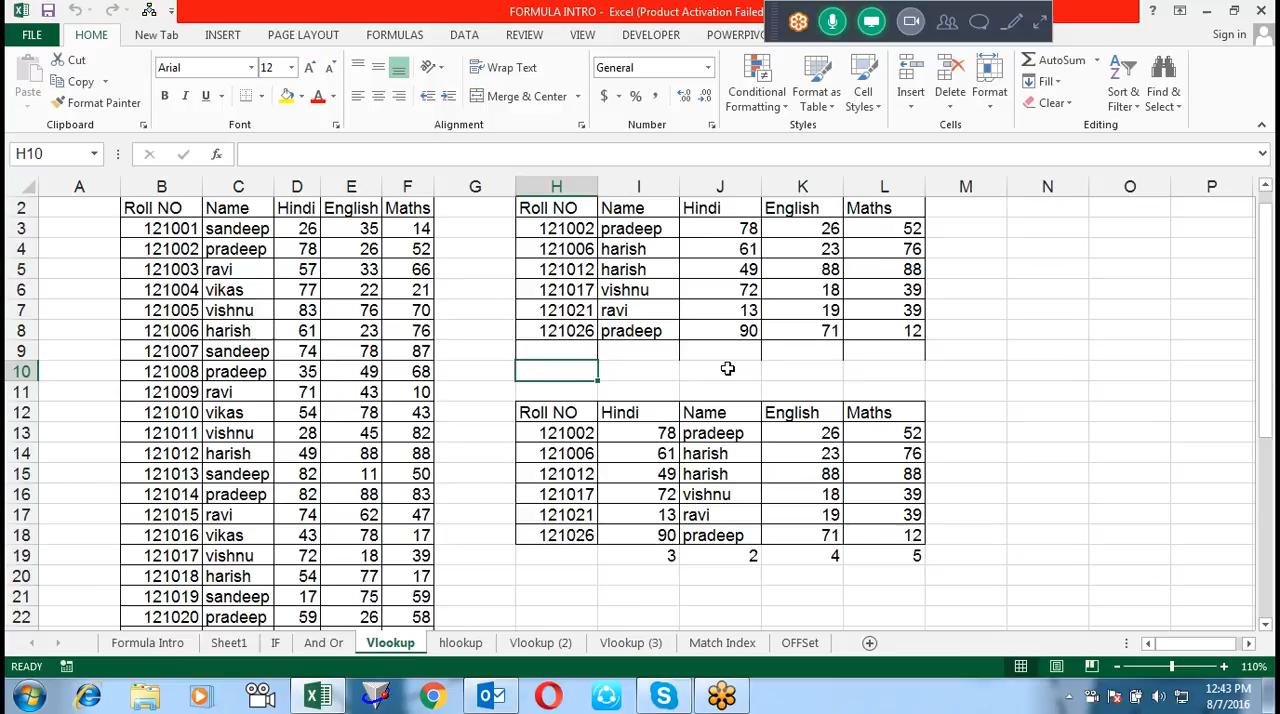 FORMULA INTRO - Excel (Product Activation Failed
FILE HOME New Tab INSERT PAGE LAYOUT FORMULAS DATA REVIEW VIEW DEVELOPER POWERPIV Sign in
Paste Cut Copy Format Painter Clipboard
Arial 12 B I U Font
Wrap Text Merge & Center Alignment
General $ % , Number
Conditional Formatting Format as Table Cell Styles Styles
Insert Delete Format Cells
AutoSum Fill Clear Sort & Filter Find & Select Editing
H10 fx
A B C D E F G H I J K L M N O P
2 Roll NO Name Hindi English Maths Roll NO Name Hindi English Maths
3 121001 sandeep 26 35 14 121002 pradeep 78 26 52
4 121002 pradeep 78 26 52 121006 harish 61 23 76
5 121003 ravi 57 33 66 121012 harish 49 88 88
6 121004 vikas 77 22 21 121017 vishnu 72 18 39
7 121005 vishnu 83 76 70 121021 ravi 13 19 39
8 121006 harish 61 23 76 121026 pradeep 90 71 12
9 121007 sandeep 74 78 87
10 121008 pradeep 35 49 68
11 121009 ravi 71 43 10
12 121010 vikas 54 78 43 Roll NO Hindi Name English Maths
13 121011 vishnu 28 45 82 121002 78 pradeep 26 52
14 121012 harish 49 88 88 121006 61 harish 23 76
15 121013 sandeep 82 11 50 121012 49 harish 88 88
16 121014 pradeep 82 88 83 121017 72 vishnu 18 39
17 121015 ravi 74 62 47 121021 13 ravi 19 39
18 121016 vikas 43 78 17 121026 90 pradeep 71 12
19 121017 vishnu 72 18 39 3 2 4 5
20 121018 harish 54 77 17
21 121019 sandeep 17 75 59
22 121020 pradeep 59 26 58
Formula Intro Sheet1 IF And Or Vlookup hlookup Vlookup (2) Vlookup (3) Match Index OFFSet
READY 110%
12:43 PM
8/7/2016